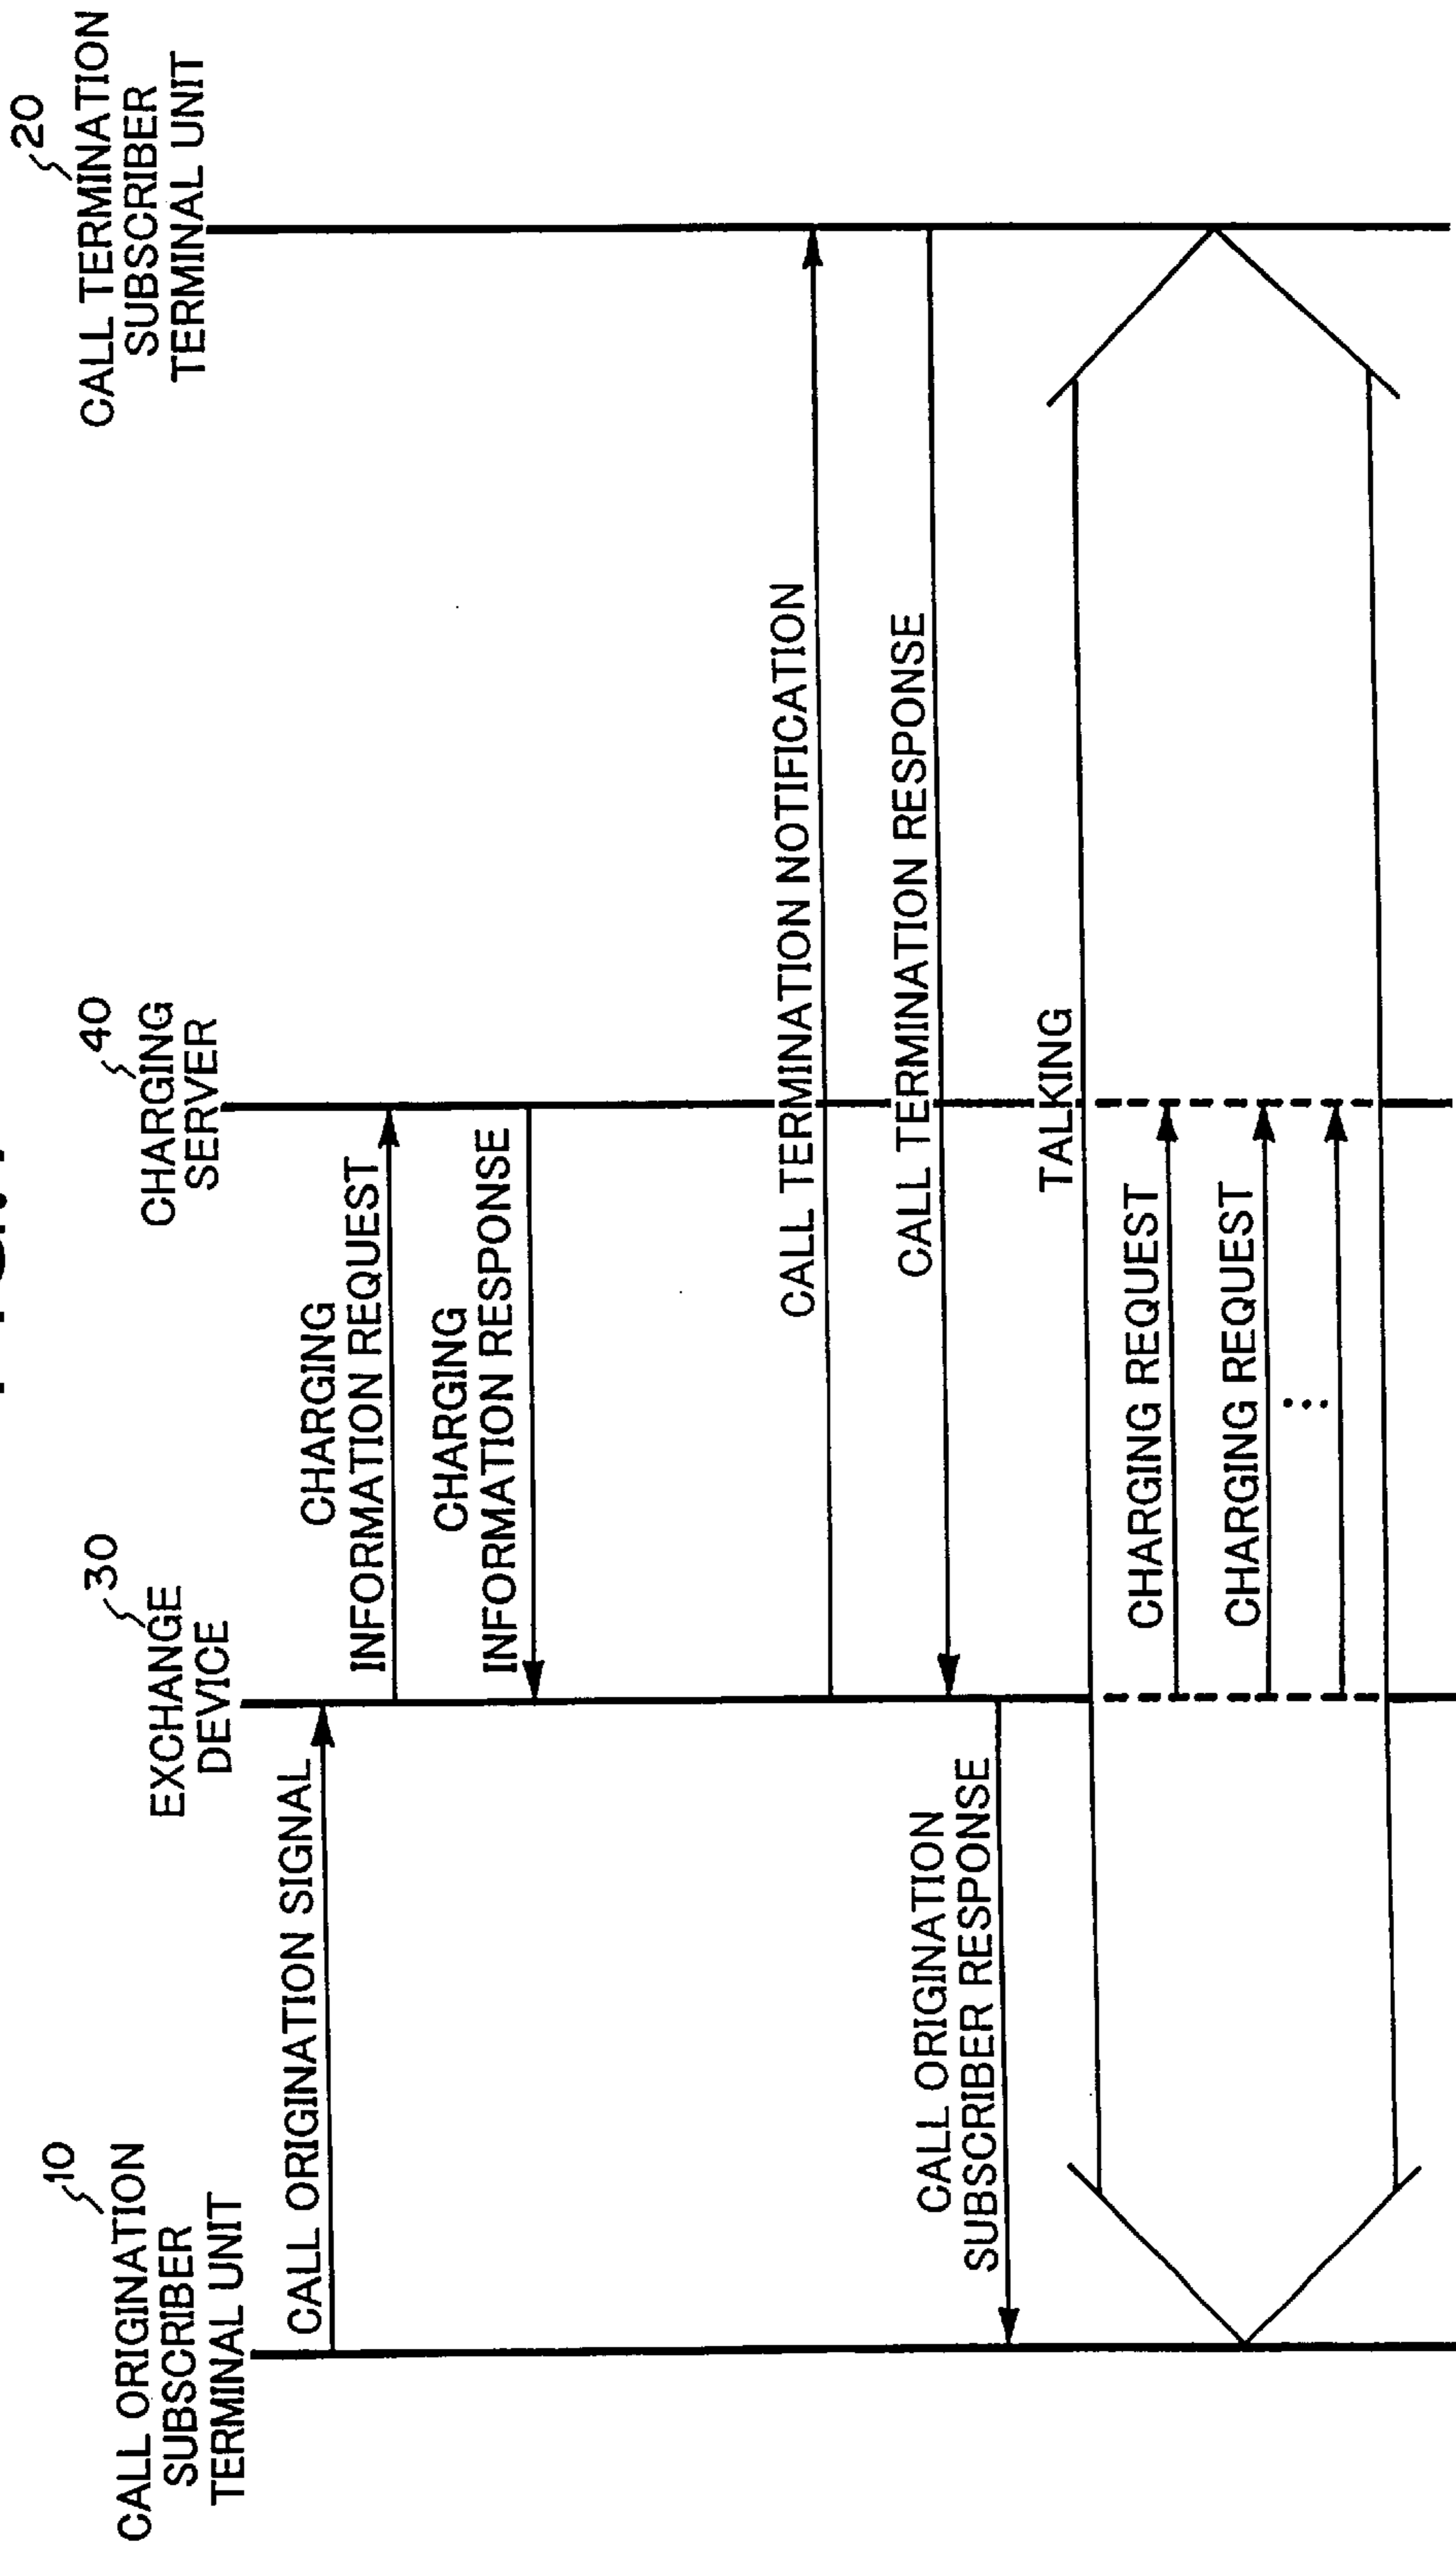 10
CALL ORIGINATION
SUBSCRIBER
TERMINAL UNIT
30
EXCHANGE
DEVICE
40
CHARGING
SERVER
20
CALL TERMINATION
SUBSCRIBER
TERMINAL UNIT
CALL ORIGINATION SIGNAL
CHARGING
INFORMATION REQUEST
CHARGING
INFORMATION RESPONSE
CALL TERMINATION NOTIFICATION
CALL TERMINATION RESPONSE
CALL ORIGINATION
SUBSCRIBER RESPONSE
TALKING
CHARGING REQUEST
CHARGING REQUEST